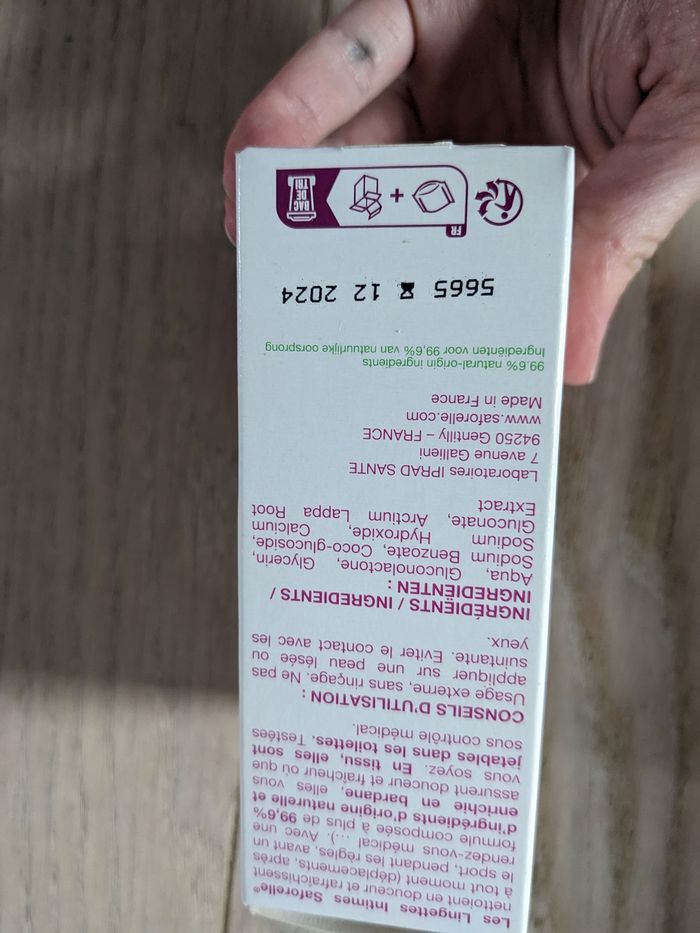 Les Lingettes Intimes Saforelle®
nettoient en douceur et rafraîchissent
à tout moment (déplacements, après
le sport, pendant les règles, avant un
rendez-vous médical ...). Avec une
formule composée à plus de 99,6%
d'ingrédients d'origine naturelle et
enrichie en bardane, elles vous
assurent douceur et fraîcheur où que
vous soyez. En tissu, elles sont
jetables dans les toilettes. Testées
sous contrôle médical.
CONSEILS D'UTILISATION :
Usage externe, sans rinçage. Ne pas
appliquer sur une peau lésée ou
suintante. Eviter le contact avec les
yeux.
INGRÉDIENTS / INGREDIENTS /
INGREDIËNTEN :
Aqua, Gluconolactone, Glycerin,
Sodium Benzoate, Coco-glucoside,
Sodium Hydroxide, Calcium
Gluconate, Arctium Lappa Root
Extract
Laboratoires IPRAD SANTE
7 avenue Gallieni
94250 Gentilly – FRANCE
www.saforelle.com
Made in France
99.6% natural-origin ingredients
Ingrediënten voor 99,6% van natuurlijke oorsprong
5665 12 2024
FR
+
BAC
DE
TRI